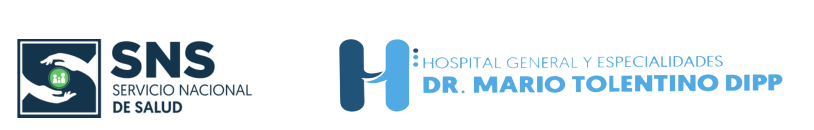 SNS
SERVICIO NACIONAL
DE SALUD
HOSPITAL GENERAL Y ESPECIALIDADES
DR. MARIO TOLENTINO DIPP